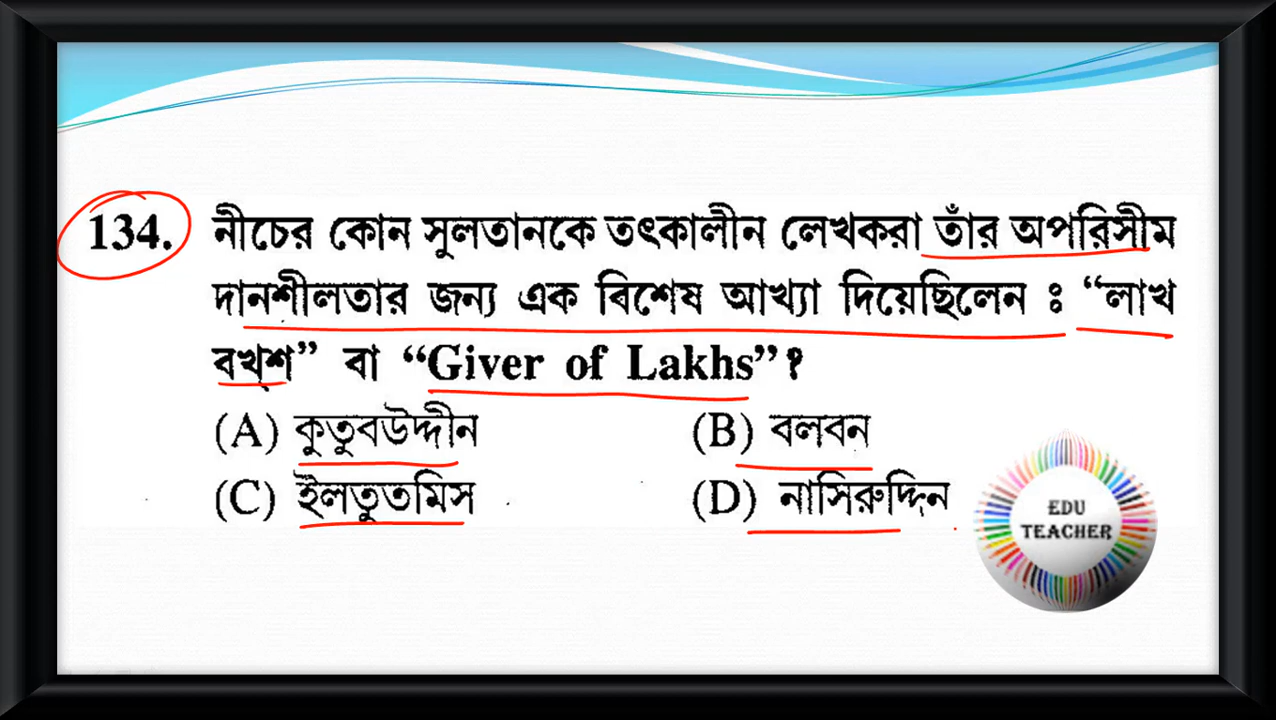 134. নীচের কোন সুলতানকে তৎকালীন লেখকরা তাঁর অপরিসীম
দানশীলতার জন্য এক বিশেষ আখ্যা দিয়েছিলেন ঃ “লাখ
বখ্‌শ” বা “Giver of Lakhs”?
(A) কুতুবউদ্দীন (B) বলবন
(C) ইলতুতমিস (D) নাসিরুদ্দিন
EDU
TEACHER